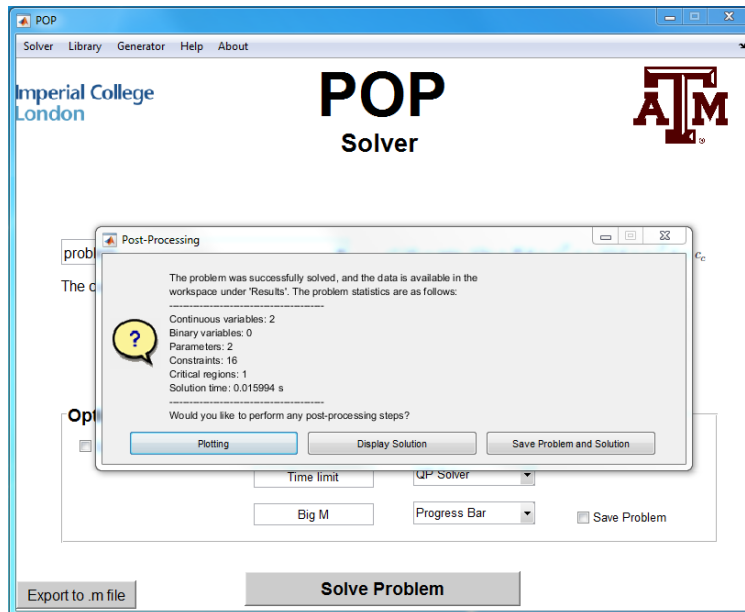 POP
Solver Library Generator Help About
Imperial College
London
POP
Solver
ATM
®
Post-Processing
probl
c_c
The problem was successfully solved, and the data is available in the
workspace under 'Results'. The problem statistics are as follows:
------------------------------------------------
Continuous variables: 2
Binary variables: 0
Parameters: 2
Constraints: 16
Critical regions: 1
Solution time: 0.015994 s
------------------------------------------------
Would you like to perform any post-processing steps?
?
Plotting Display Solution Save Problem and Solution
Time limit QP Solver
Big M Progress Bar Save Problem
Export to .m file Solve Problem